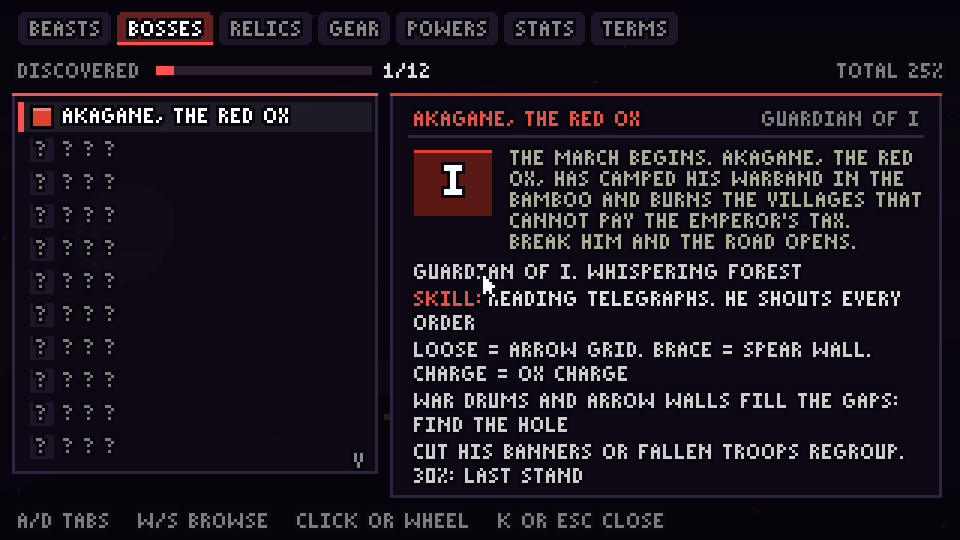 BEASTS BOSSES RELICS GEAR POWERS STATS TERMS
DISCOVERED 1/12 TOTAL 25%
AKAGANE, THE RED OX
? ? ? ?
? ? ? ?
? ? ? ?
? ? ? ?
? ? ? ?
? ? ? ?
? ? ? ?
? ? ? ?
? ? ? ?
? ? ? ?
V
AKAGANE, THE RED OX GUARDIAN OF I
I
THE MARCH BEGINS. AKAGANE, THE RED
OX, HAS CAMPED HIS WARBAND IN THE
BAMBOO AND BURNS THE VILLAGES THAT
CANNOT PAY THE EMPEROR'S TAX.
BREAK HIM AND THE ROAD OPENS.
GUARDIAN OF I. WHISPERING FOREST
SKILL: READING TELEGRAPHS. HE SHOUTS EVERY
ORDER
LOOSE = ARROW GRID. BRACE = SPEAR WALL.
CHARGE = OX CHARGE
WAR DRUMS AND ARROW WALLS FILL THE GAPS:
FIND THE HOLE
CUT HIS BANNERS OR FALLEN TROOPS REGROUP.
30%: LAST STAND
A/D TABS W/S BROWSE CLICK OR WHEEL K OR ESC CLOSE